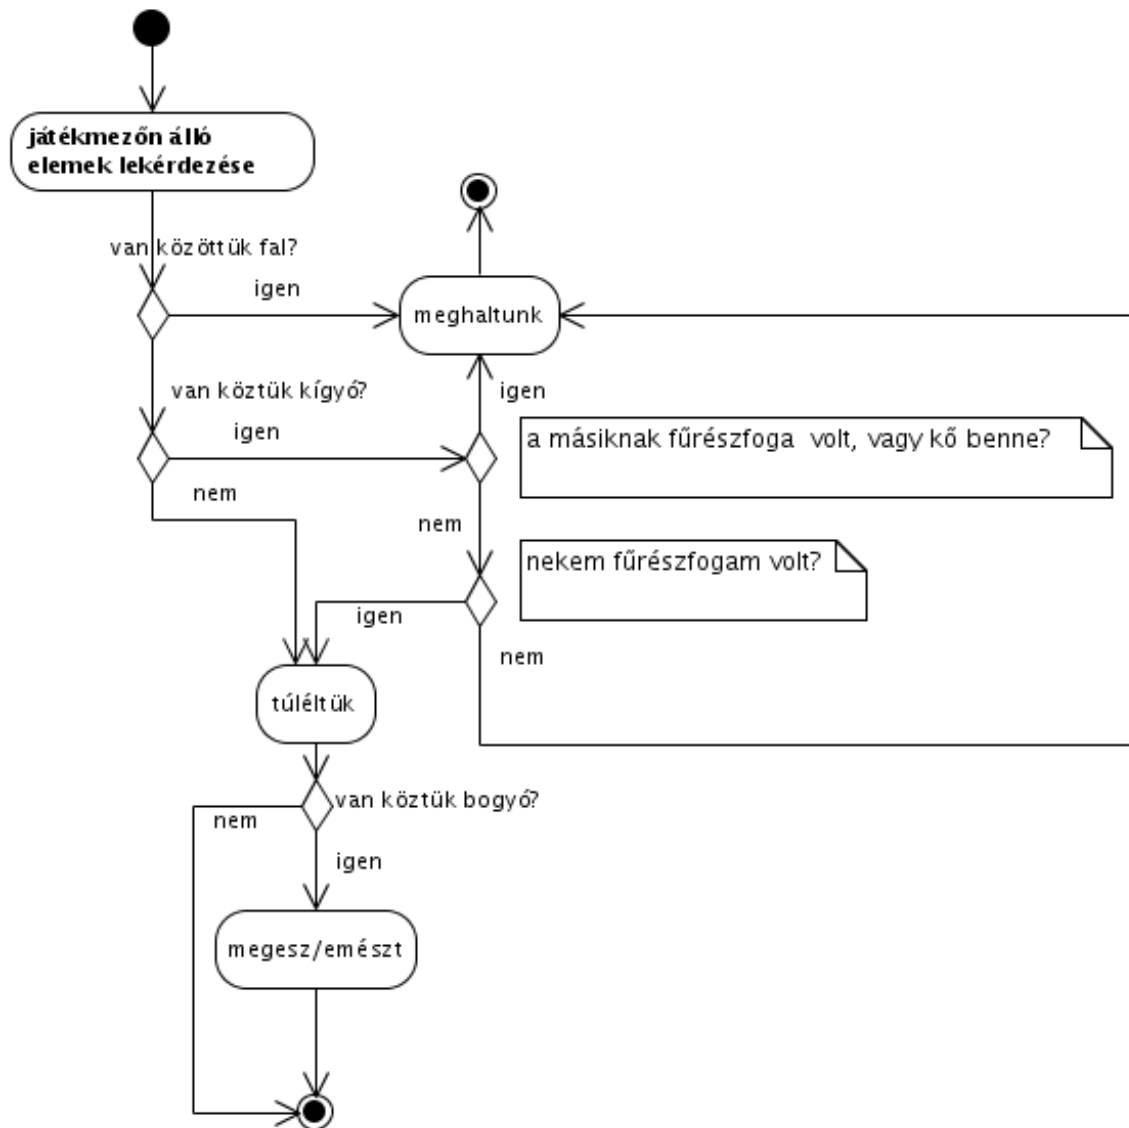 játékmezőn álló
elemek lekérdezése
van közöttük fal?
igen
meghaltunk
van köztük kígyó?
igen
igen
a másiknak fűrészfoga volt, vagy kő benne?
nem
nem
nekem fűrészfogam volt?
igen
nem
túléltük
van köztük bogyó?
nem
igen
megesz/emészt